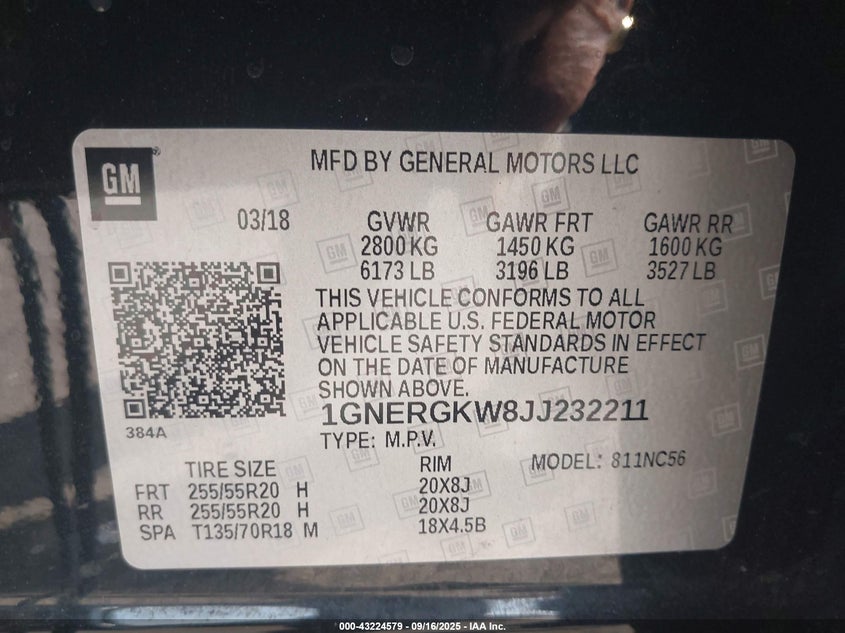 GM
MFD BY GENERAL MOTORS LLC
03/18 GVWR GAWR FRT GAWR RR
2800 KG 1450 KG 1600 KG
6173 LB 3196 LB 3527 LB
THIS VEHICLE CONFORMS TO ALL
APPLICABLE U.S. FEDERAL MOTOR
VEHICLE SAFETY STANDARDS IN EFFECT
ON THE DATE OF MANUFACTURE
SHOWN ABOVE.
384A
1GNERGKW8JJ232211
TYPE: M.P.V.
TIRE SIZE RIM MODEL: 811NC56
FRT 255/55R20 H 20X8J
RR 255/55R20 H 20X8J
SPA T135/70R18 M 18X4.5B
000-43224579 - 09/16/2025 - IAA Inc.